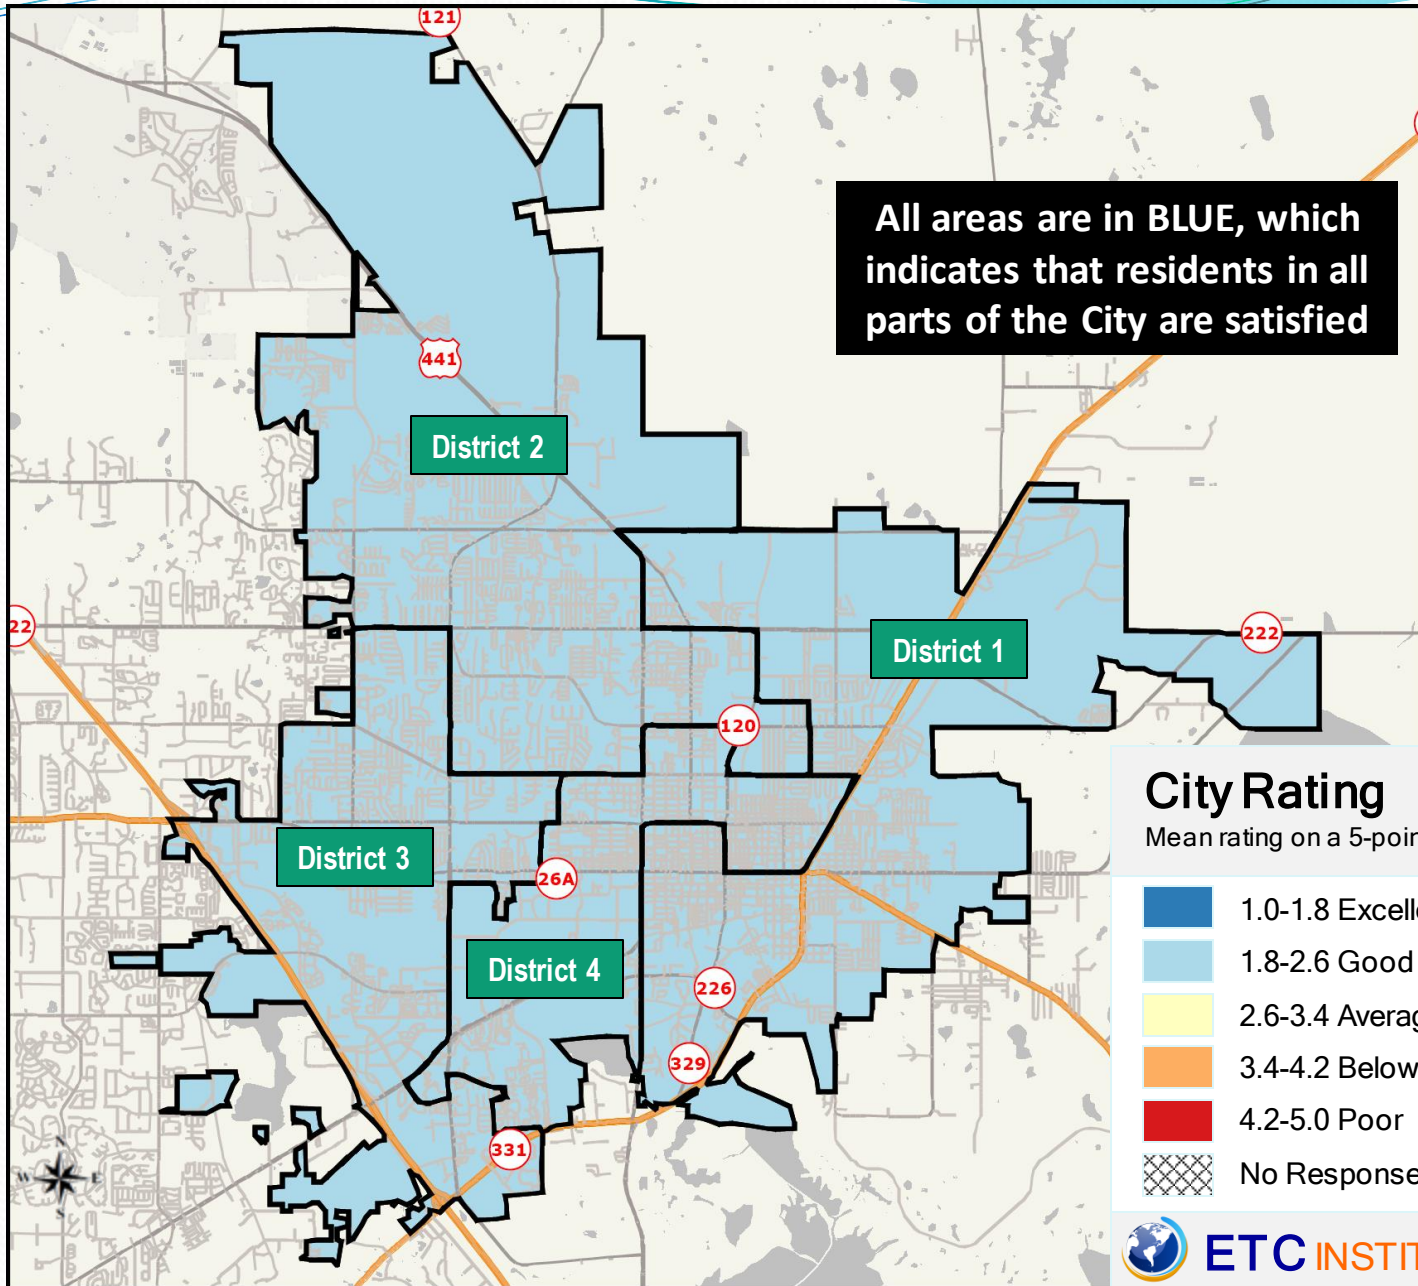 121
All areas are in BLUE, which
indicates that residents in all
parts of the City are satisfied
441
District 2
22
222
District 1
120
City Rating
Mean rating on a 5-poin
District 3
26A
1.0-1.8 Excelle
1.8-2.6 Good
District 4
226
2.6-3.4 Averag
329
3.4-4.2 Below
4.2-5.0 Poor
331
No Response
N
W E
S
ETC INSTIT